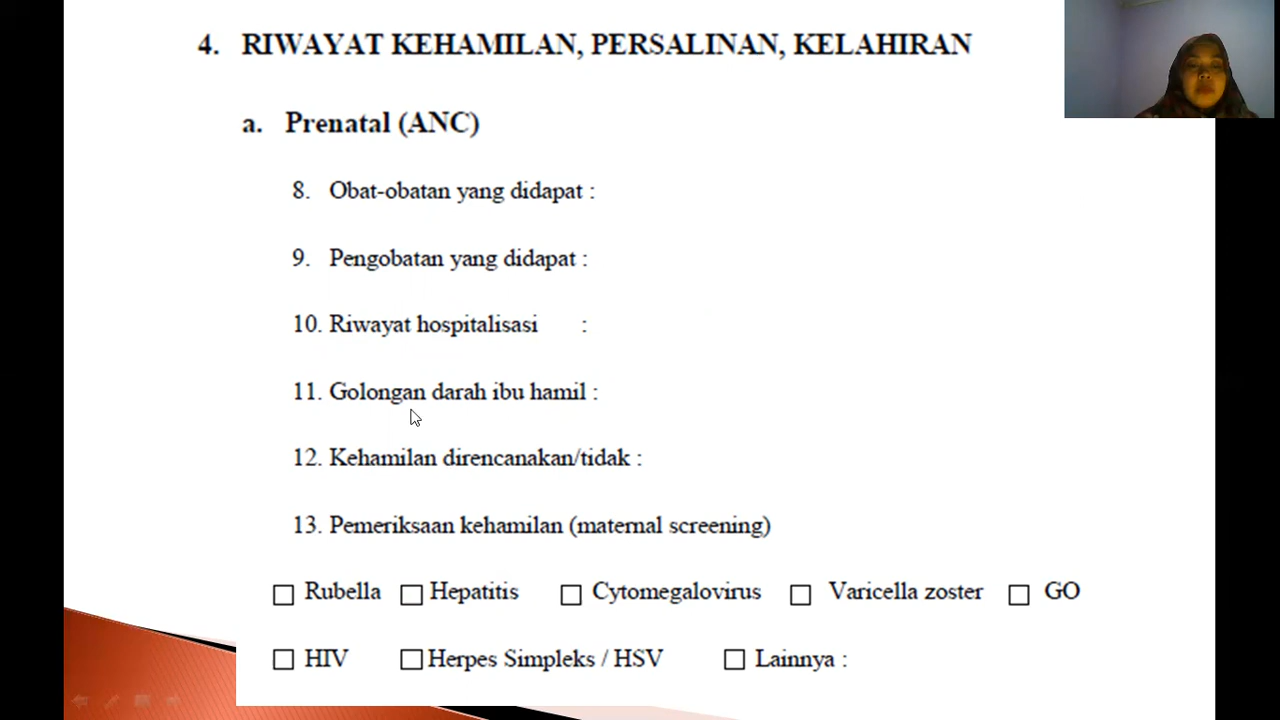 4. RIWAYAT KEHAMILAN, PERSALINAN, KELAHIRAN
a. Prenatal (ANC)
8. Obat-obatan yang didapat :
9. Pengobatan yang didapat :
10. Riwayat hospitalisasi :
11. Golongan darah ibu hamil :
12. Kehamilan direncanakan/tidak :
13. Pemeriksaan kehamilan (maternal screening)
☐ Rubella ☐ Hepatitis ☐ Cytomegalovirus ☐ Varicella zoster ☐ GO
☐ HIV ☐ Herpes Simpleks / HSV ☐ Lainnya :